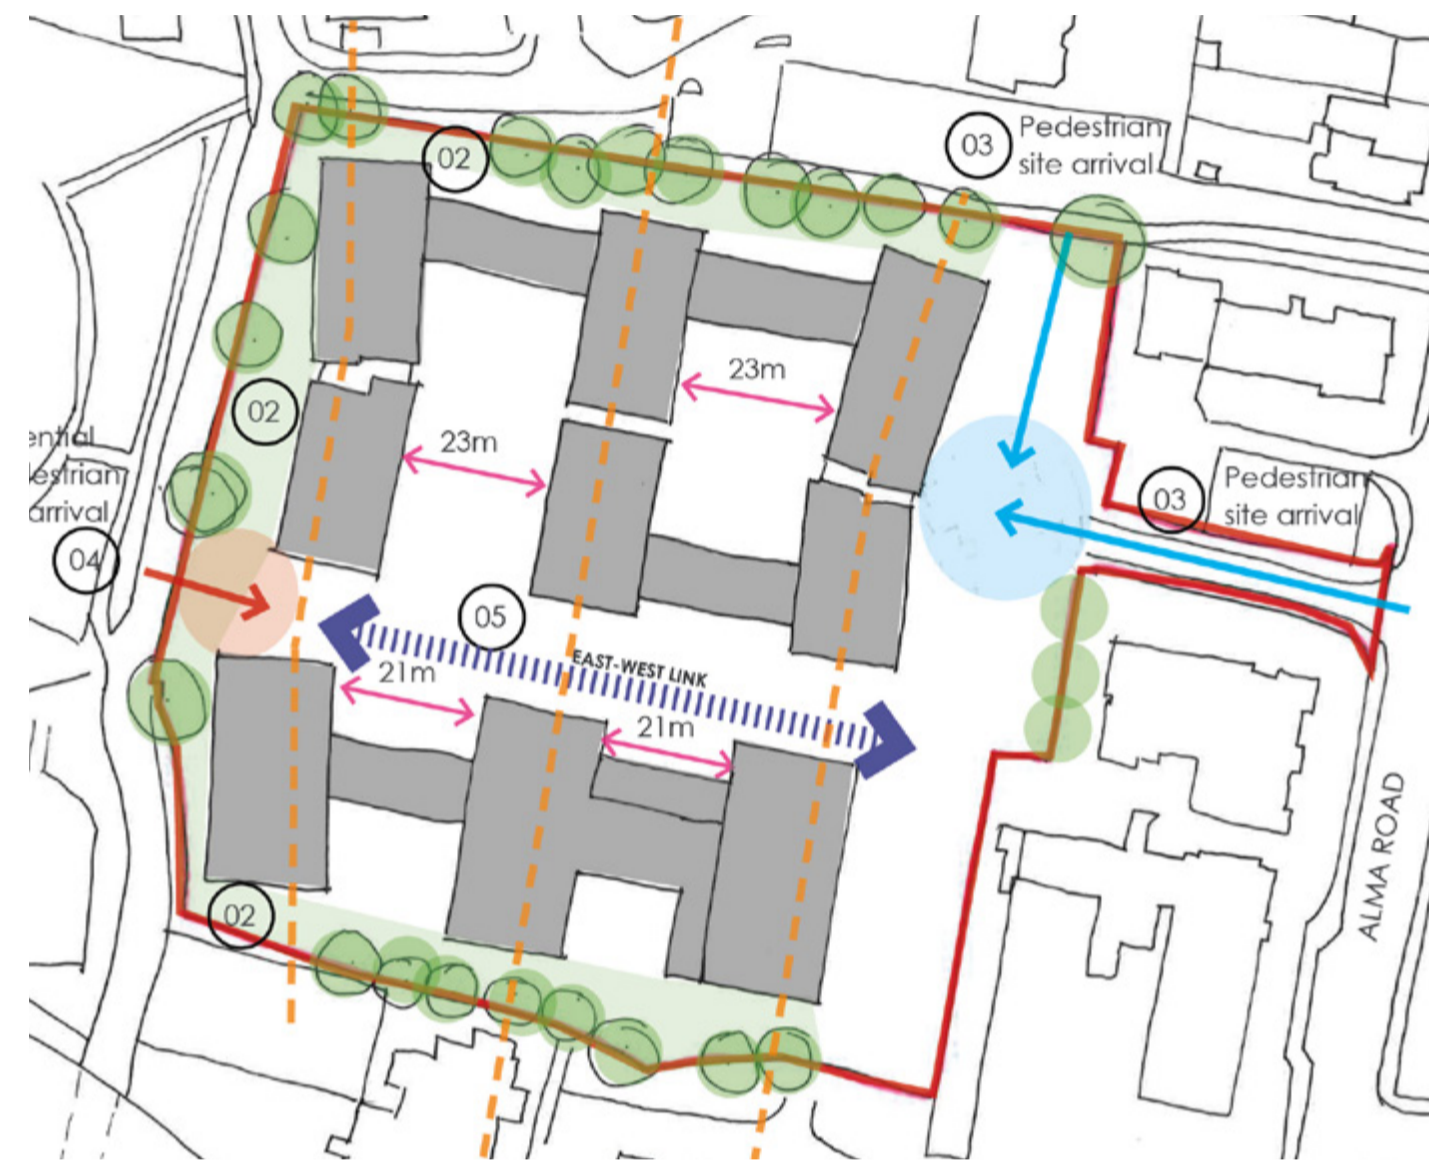 03
Pedestrian
site arrival
02
23m
02
23m
ential
estrian
arrival
03
Pedestrian
site arrival
04
05
EAST-WEST LINK
21m
21m
ALMA ROAD
02